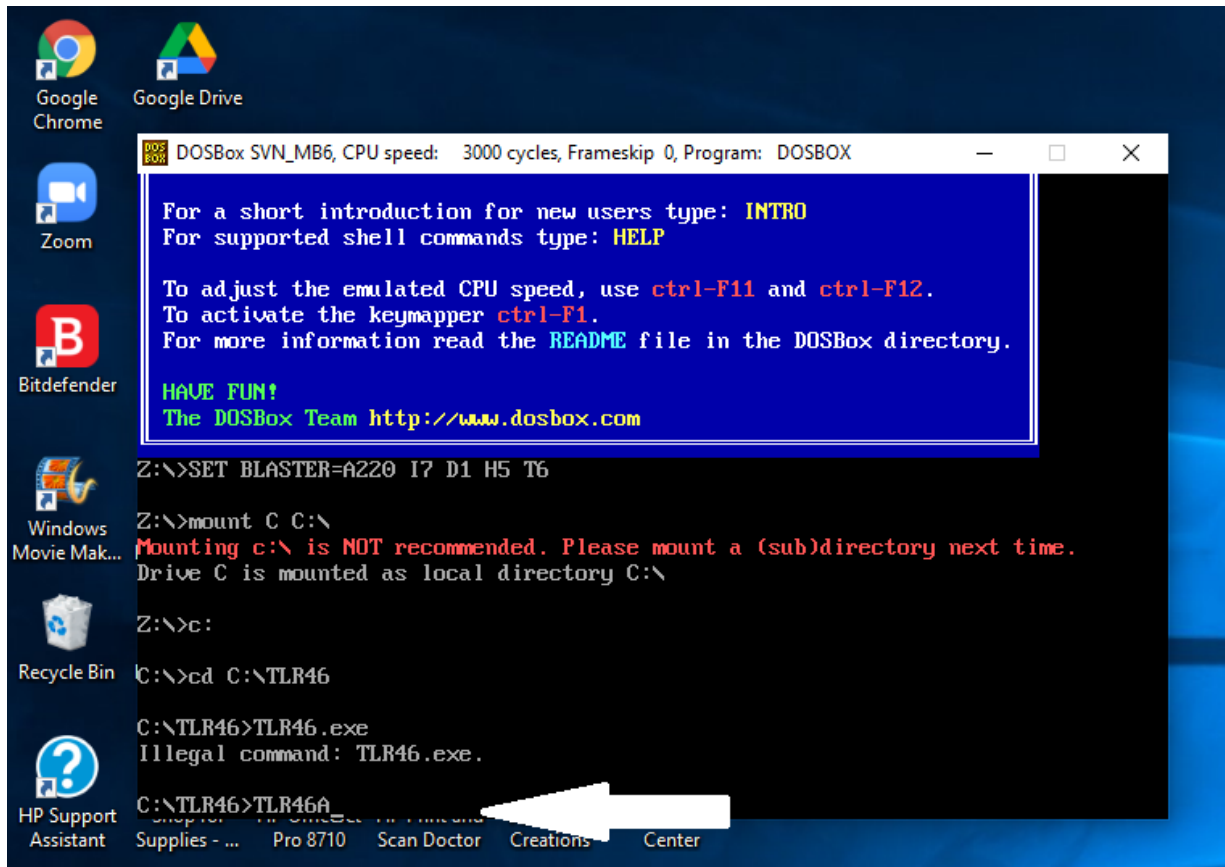 Google Chrome
Google Drive
Zoom
Bitdefender
Windows Movie Mak...
Recycle Bin
HP Support Assistant
DOS BOX
DOSBox SVN_MB6, CPU speed: 3000 cycles, Frameskip 0, Program: DOSBOX
For a short introduction for new users type: INTRO
For supported shell commands type: HELP
To adjust the emulated CPU speed, use ctrl-F11 and ctrl-F12.
To activate the keymapper ctrl-F1.
For more information read the README file in the DOSBox directory.
HAVE FUN!
The DOSBox Team http://www.dosbox.com
Z:\>SET BLASTER=A220 I7 D1 H5 T6
Z:\>mount C C:\
Mounting c:\ is NOT recommended. Please mount a (sub)directory next time.
Drive C is mounted as local directory C:\
Z:\>c:
C:\>cd C:\TLR46
C:\TLR46>TLR46.exe
Illegal command: TLR46.exe.
C:\TLR46>TLR46A_
Supplies - ...
Pro 8710
Scan Doctor
Creations
Center